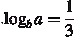 log_b a = 1/3